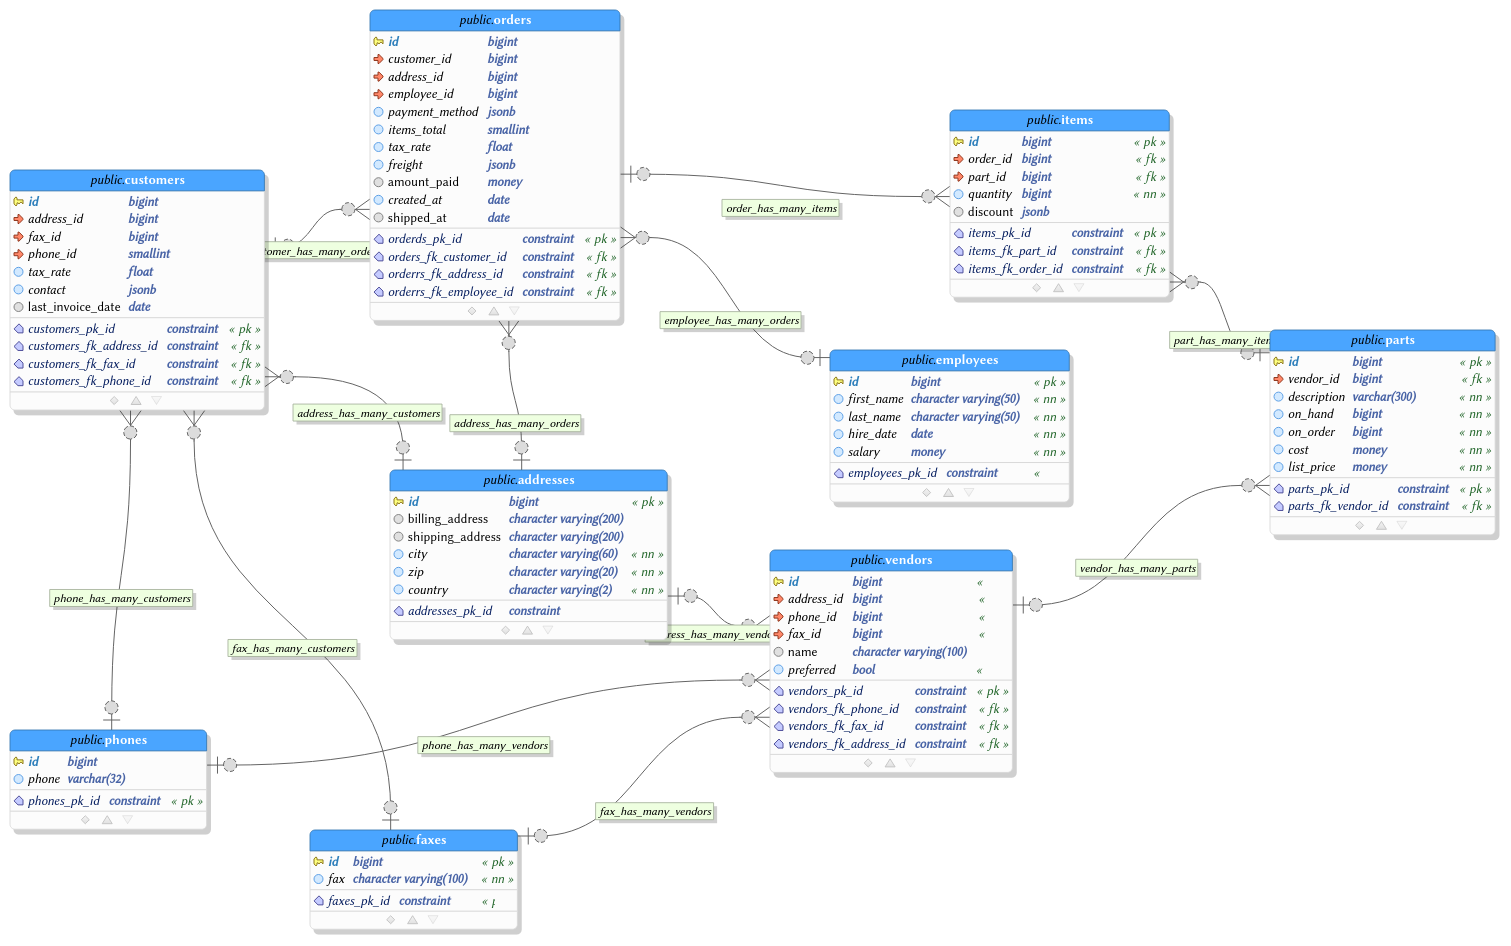 public.orders
id bigint
customer_id bigint
address_id bigint
employee_id bigint
payment_method jsonb
items_total smallint
tax_rate float
freight jsonb
amount_paid money
created_at date
shipped_at date
orderds_pk_id constraint « pk »
orders_fk_customer_id constraint « fk »
orderrs_fk_address_id constraint « fk »
orderrs_fk_employee_id constraint « fk »
public.items
id bigint « pk »
order_id bigint « fk »
part_id bigint « fk »
quantity bigint « nn »
discount jsonb
items_pk_id constraint « pk »
items_fk_part_id constraint « fk »
items_fk_order_id constraint « fk »
public.customers
id bigint
address_id bigint
fax_id bigint
phone_id smallint
tax_rate float
contact jsonb
last_invoice_date date
customers_pk_id constraint « pk »
customers_fk_address_id constraint « fk »
customers_fk_fax_id constraint « fk »
customers_fk_phone_id constraint « fk »
order_has_many_items
tomer_has_many_orde
employee_has_many_orders
part_has_many_item
public.parts
id bigint « pk »
vendor_id bigint « fk »
description varchar(300) « nn »
on_hand bigint « nn »
on_order bigint « nn »
cost money « nn »
list_price money « nn »
parts_pk_id constraint « pk »
parts_fk_vendor_id constraint « fk »
public.employees
id bigint « pk »
first_name character varying(50) « nn »
last_name character varying(50) « nn »
hire_date date « nn »
salary money « nn »
employees_pk_id constraint «
address_has_many_customers
address_has_many_orders
public.addresses
id bigint « pk »
billing_address character varying(200)
shipping_address character varying(200)
city character varying(60) « nn »
zip character varying(20) « nn »
country character varying(2) « nn »
addresses_pk_id constraint
public.vendors
id bigint «
address_id bigint «
phone_id bigint «
fax_id bigint «
name character varying(100)
preferred bool «
vendors_pk_id constraint « pk »
vendors_fk_phone_id constraint « fk »
vendors_fk_fax_id constraint « fk »
vendors_fk_address_id constraint « fk »
vendor_has_many_parts
phone_has_many_customers
ress_has_many_vendo
fax_has_many_customers
public.phones
id bigint
phone varchar(32)
phones_pk_id constraint « pk »
phone_has_many_vendors
fax_has_many_vendors
public.faxes
id bigint « pk »
fax character varying(100) « nn »
faxes_pk_id constraint «